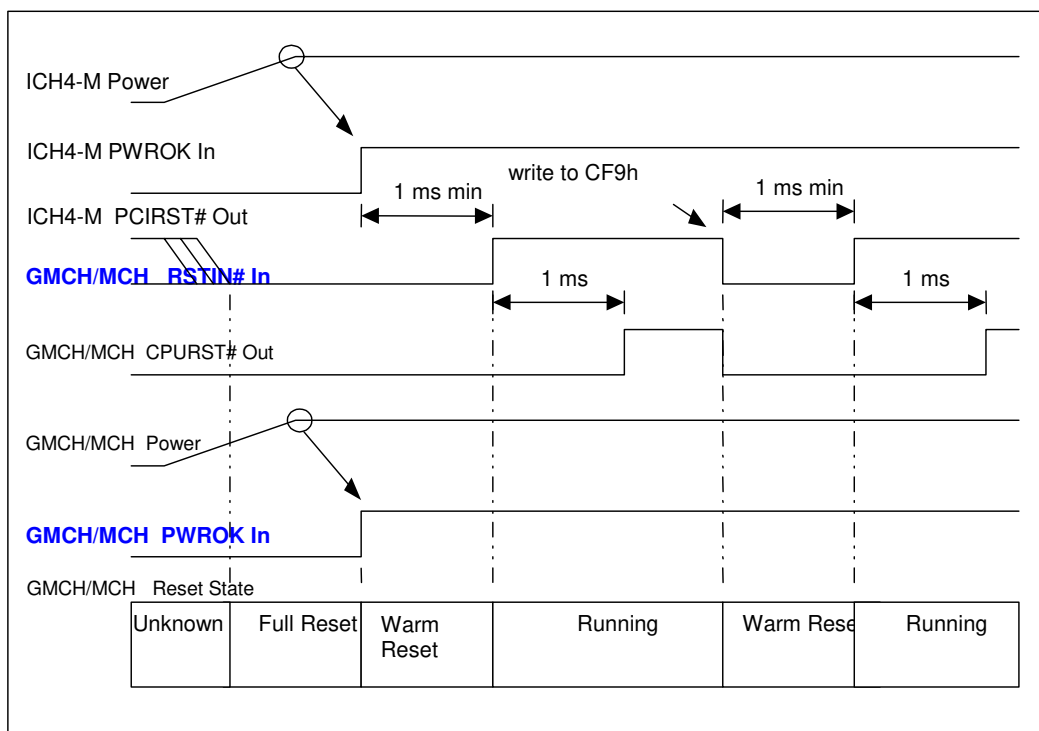 ICH4-M Power
ICH4-M PWROK In
write to CF9h
1 ms min
1 ms min
ICH4-M PCIRST# Out
GMCH/MCH RSTIN# In
1 ms
1 ms
GMCH/MCH CPURST# Out
GMCH/MCH Power
GMCH/MCH PWROK In
GMCH/MCH Reset State
Unknown
Full Reset
Warm
Reset
Running
Warm Rese
Running